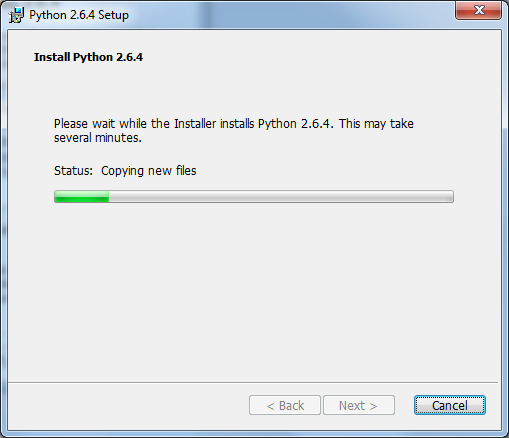 Python 2.6.4 Setup
Install Python 2.6.4
Please wait while the Installer installs Python 2.6.4. This may take
several minutes.
Status: Copying new files
< Back Next > Cancel